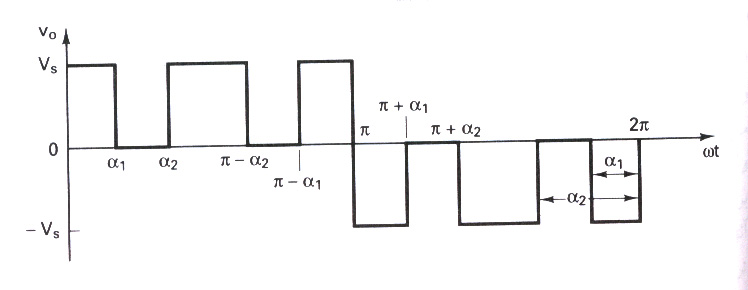 vₒ
Vₛ
π + α₁
π
π + α₂
2π
0
α₁
α₂
π − α₂
α₁
ωt
π − α₁
α₂
− Vₛ